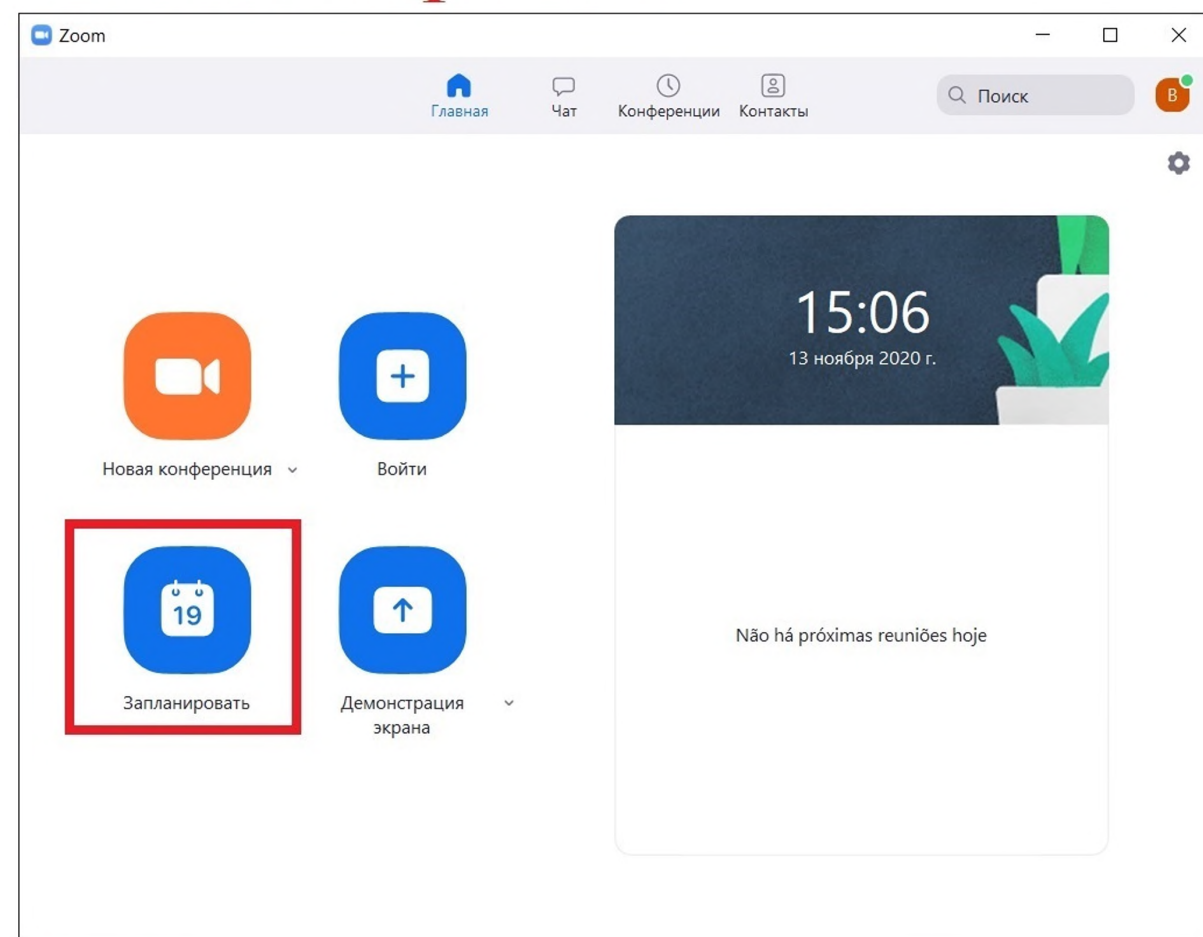 Zoom
Главная
Чат
Конференции
Контакты
Поиск
В
15:06
13 ноября 2020 г.
Новая конференция
Войти
19
Запланировать
Демонстрация
экрана
Não há próximas reuniões hoje